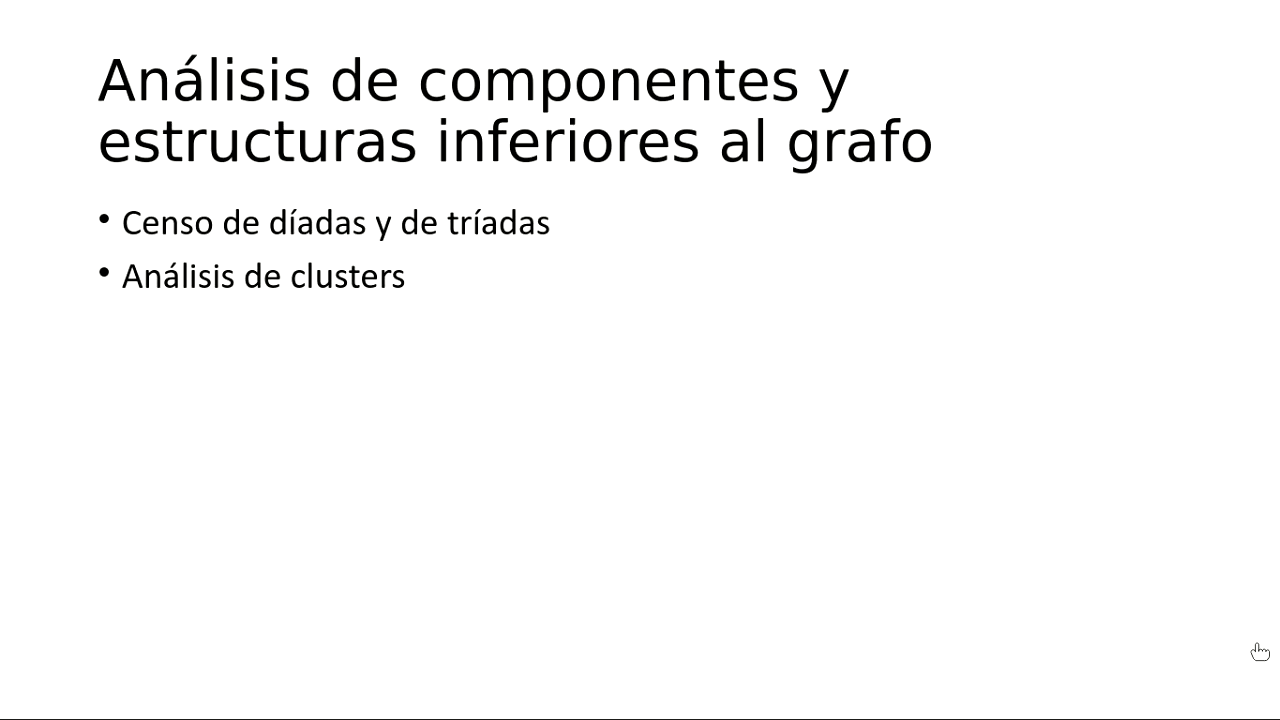 Análisis de componentes y
estructuras inferiores al grafo
• Censo de díadas y de tríadas
• Análisis de clusters